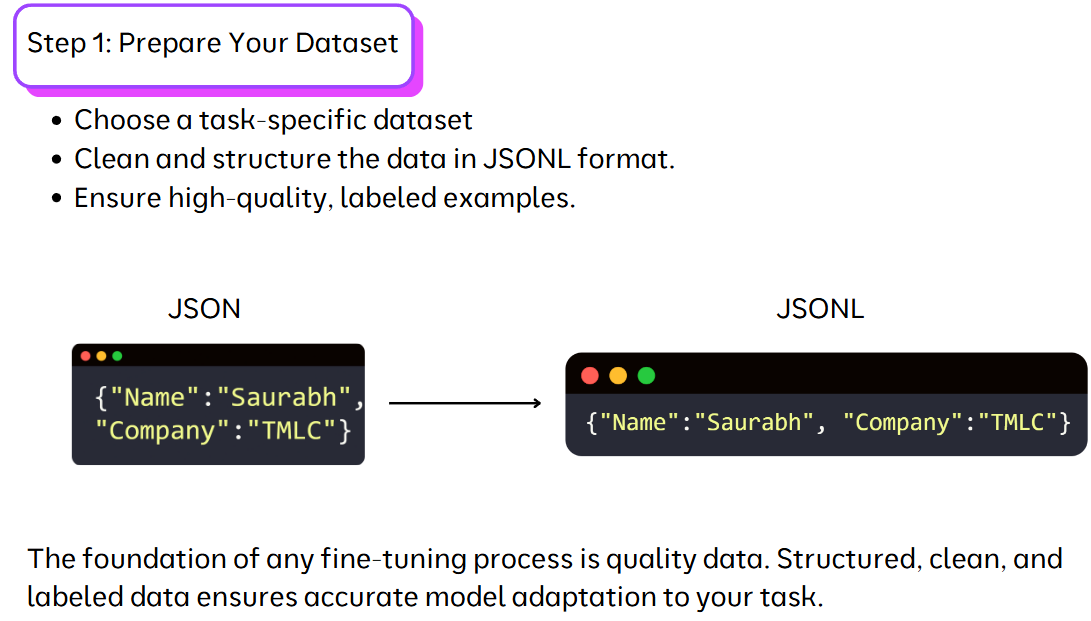 Step 1: Prepare Your Dataset
• Choose a task-specific dataset
• Clean and structure the data in JSONL format.
• Ensure high-quality, labeled examples.
JSON
{"Name":"Saurabh",
"Company":"TMLC"}
JSONL
{"Name":"Saurabh", "Company":"TMLC"}
The foundation of any fine-tuning process is quality data. Structured, clean, and
labeled data ensures accurate model adaptation to your task.